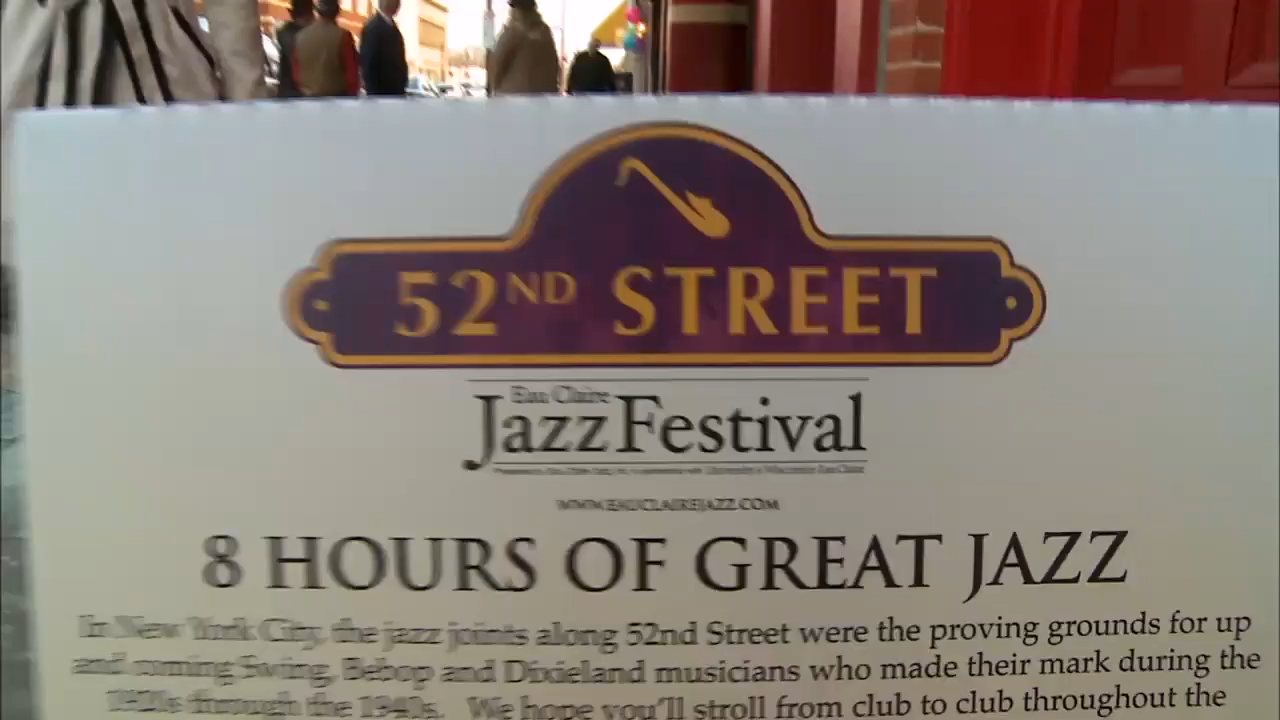 52ND STREET
Eau Claire
Jazz Festival
WWW.EAUCLAIREJAZZ.COM
8 HOURS OF GREAT JAZZ
In New York City, the jazz joints along 52nd Street were the proving grounds for up
and coming Swing, Bebop and Dixieland musicians who made their mark during the
1920s through the 1940s. We hope you'll stroll from club to club throughout the